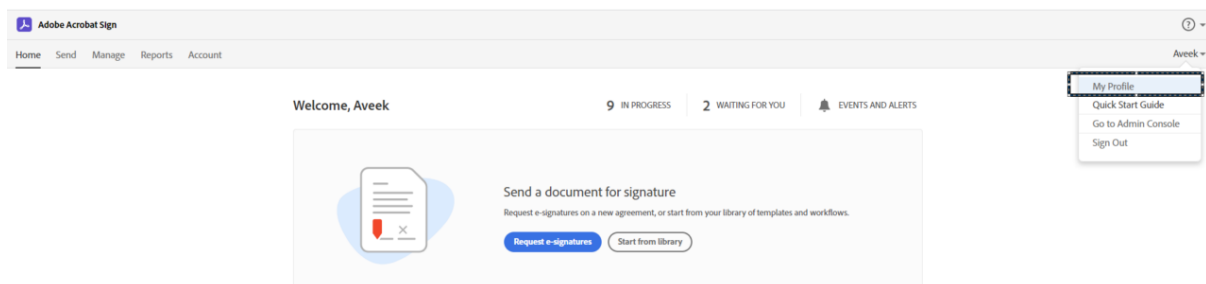 Adobe Acrobat Sign
?
Home Send Manage Reports Account
Aveek
My Profile
Quick Start Guide
Go to Admin Console
Sign Out
Welcome, Aveek
9 IN PROGRESS
2 WAITING FOR YOU
EVENTS AND ALERTS
Send a document for signature
Request e-signatures on a new agreement, or start from your library of templates and workflows.
Request e-signatures
Start from library